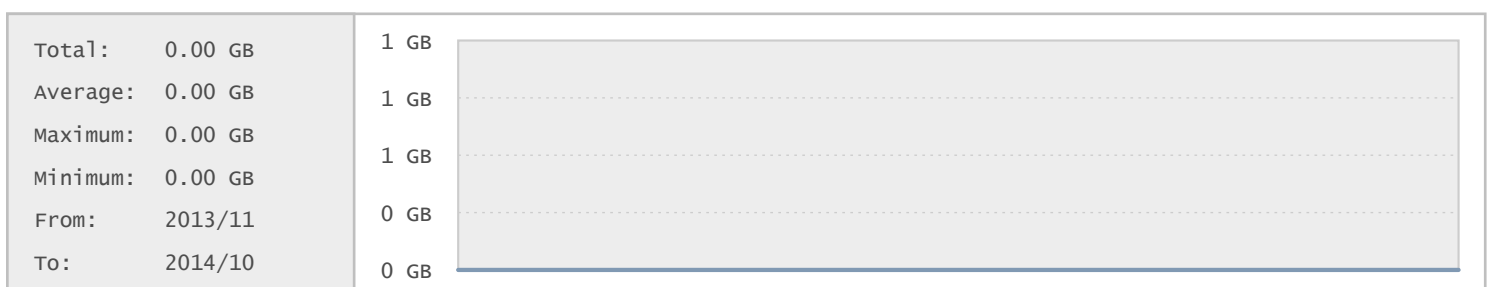 Total: 0.00 GB
Average: 0.00 GB
Maximum: 0.00 GB
Minimum: 0.00 GB
From: 2013/11
To: 2014/10
1 GB
1 GB
1 GB
0 GB
0 GB